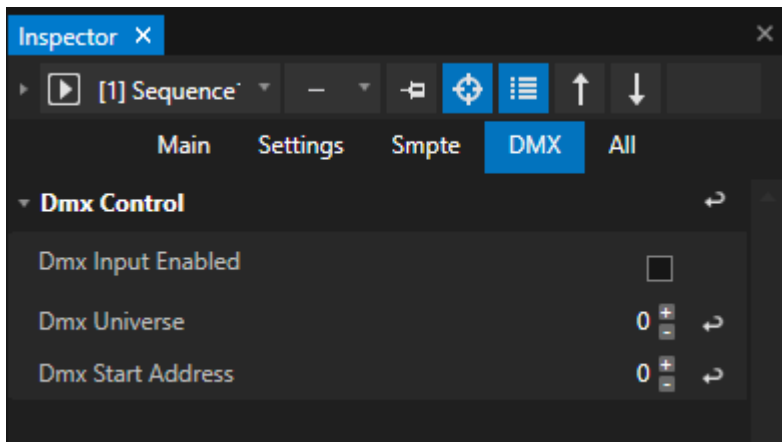 Inspector
[1] Sequence
Main Settings Smpte DMX All
Dmx Control
Dmx Input Enabled
Dmx Universe 0
Dmx Start Address 0